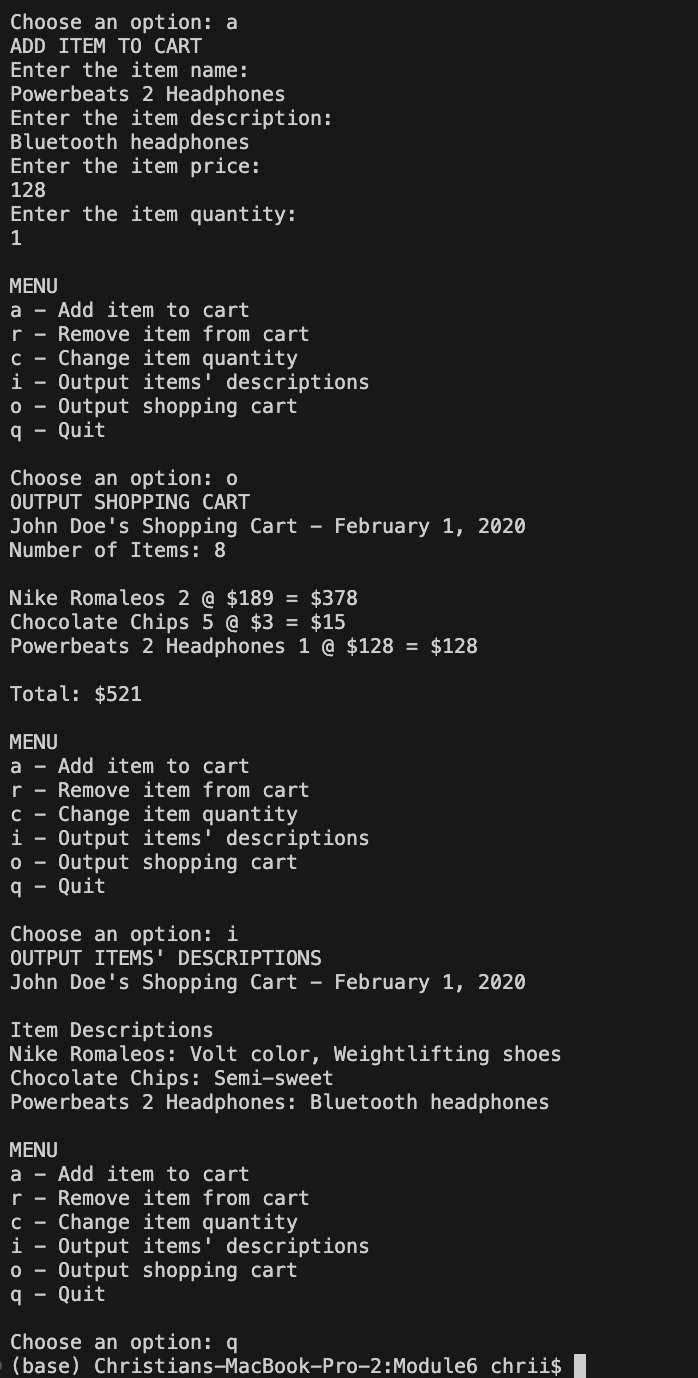 Choose an option: a
ADD ITEM TO CART
Enter the item name:
Powerbeats 2 Headphones
Enter the item description:
Bluetooth headphones
Enter the item price:
128
Enter the item quantity:
1
MENU
a – Add item to cart
r – Remove item from cart
c – Change item quantity
i – Output items' descriptions
o – Output shopping cart
q – Quit
Choose an option: o
OUTPUT SHOPPING CART
John Doe's Shopping Cart – February 1, 2020
Number of Items: 8
Nike Romaleos 2 @ $189 = $378
Chocolate Chips 5 @ $3 = $15
Powerbeats 2 Headphones 1 @ $128 = $128
Total: $521
MENU
a – Add item to cart
r – Remove item from cart
c – Change item quantity
i – Output items' descriptions
o – Output shopping cart
q – Quit
Choose an option: i
OUTPUT ITEMS' DESCRIPTIONS
John Doe's Shopping Cart – February 1, 2020
Item Descriptions
Nike Romaleos: Volt color, Weightlifting shoes
Chocolate Chips: Semi-sweet
Powerbeats 2 Headphones: Bluetooth headphones
MENU
a – Add item to cart
r – Remove item from cart
c – Change item quantity
i – Output items' descriptions
o – Output shopping cart
q – Quit
Choose an option: q
(base) Christians-MacBook-Pro-2:Module6 chrii$